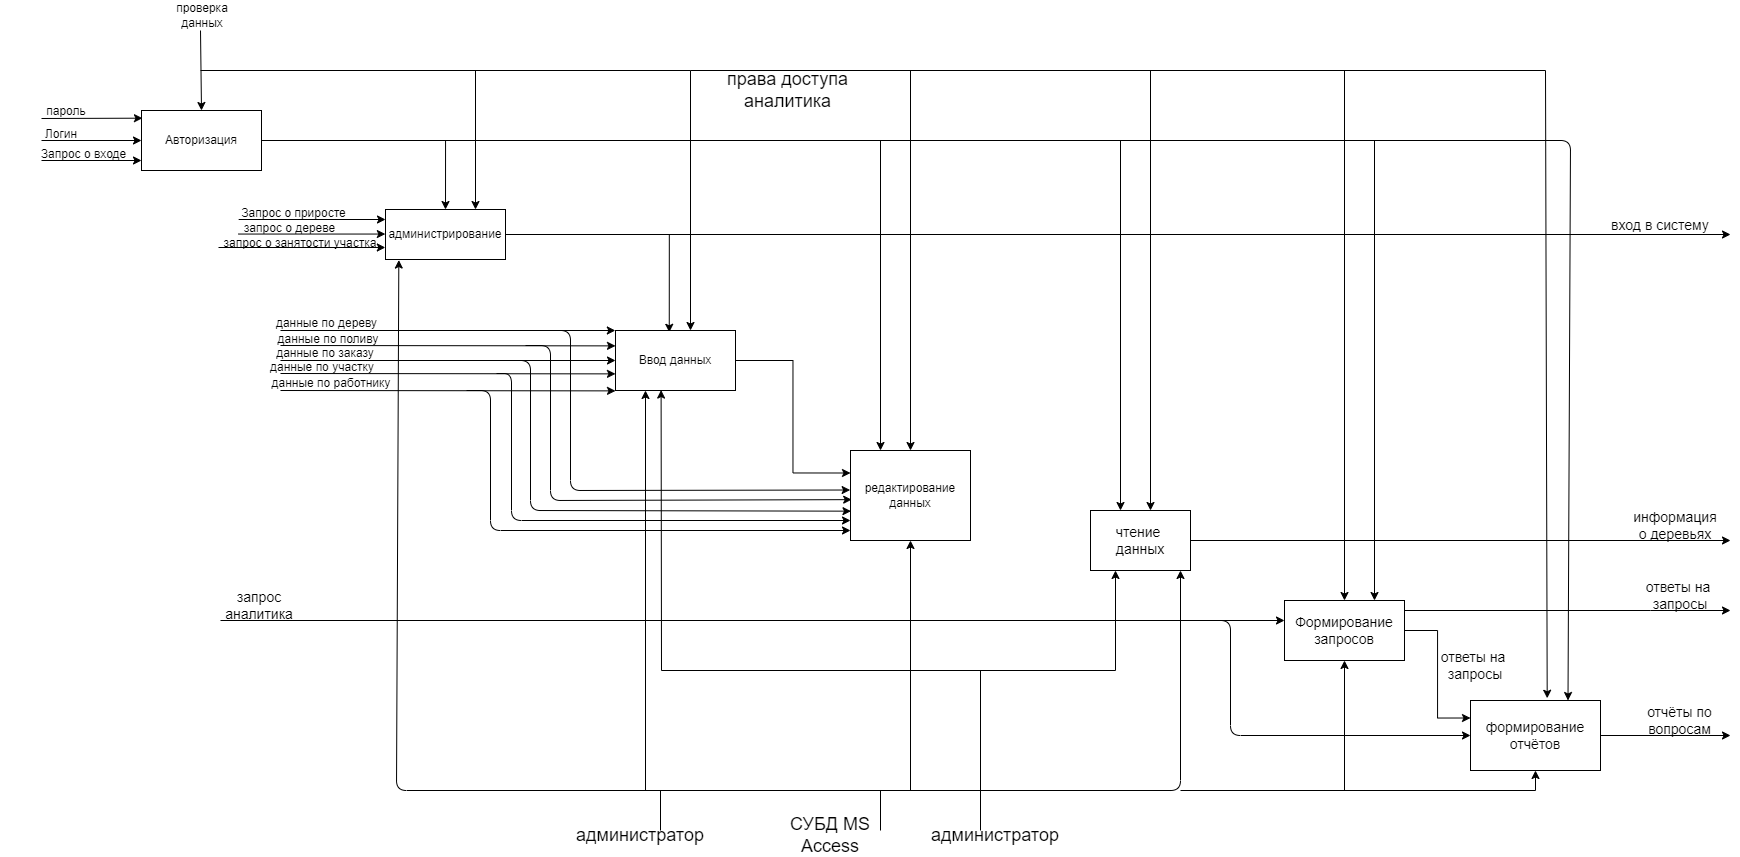 проверка
данных
права доступа
аналитика
пароль
Логин
Запрос о входе
Авторизация
Запрос о приросте
запрос о дереве
запрос о занятости участка
администрирование
вход в систему
данные по дереву
данные по поливу
данные по заказу
данные по участку
данные по работнику
Ввод данных
редактирование
данных
чтение
данных
информация
о деревьях
запрос
аналитика
Формирование
запросов
ответы на
запросы
ответы на
запросы
формирование
отчётов
отчёты по
вопросам
администратор
СУБД MS
Access
администратор